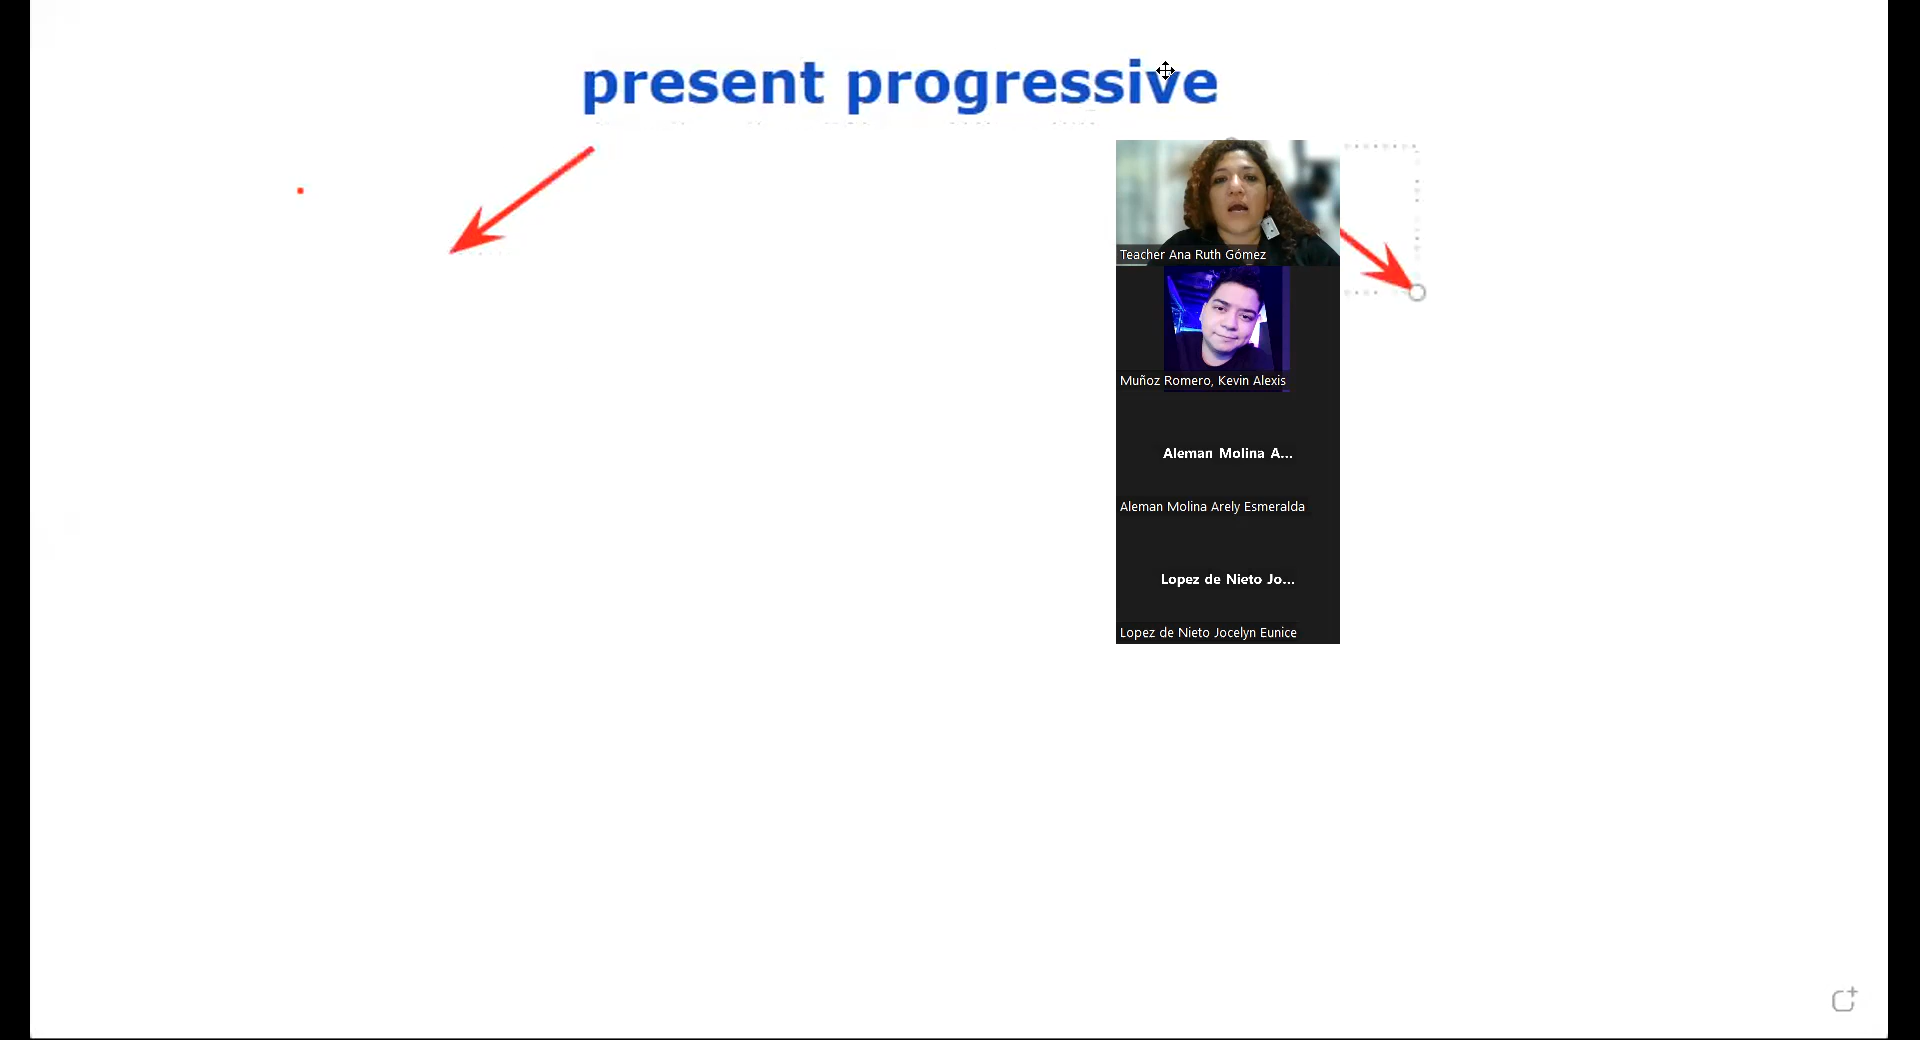 present progressive
Teacher Ana Ruth Gómez
Muñoz Romero, Kevin Alexis
Aleman Molina A...
Aleman Molina Arely Esmeralda
Lopez de Nieto Jo...
Lopez de Nieto Jocelyn Eunice